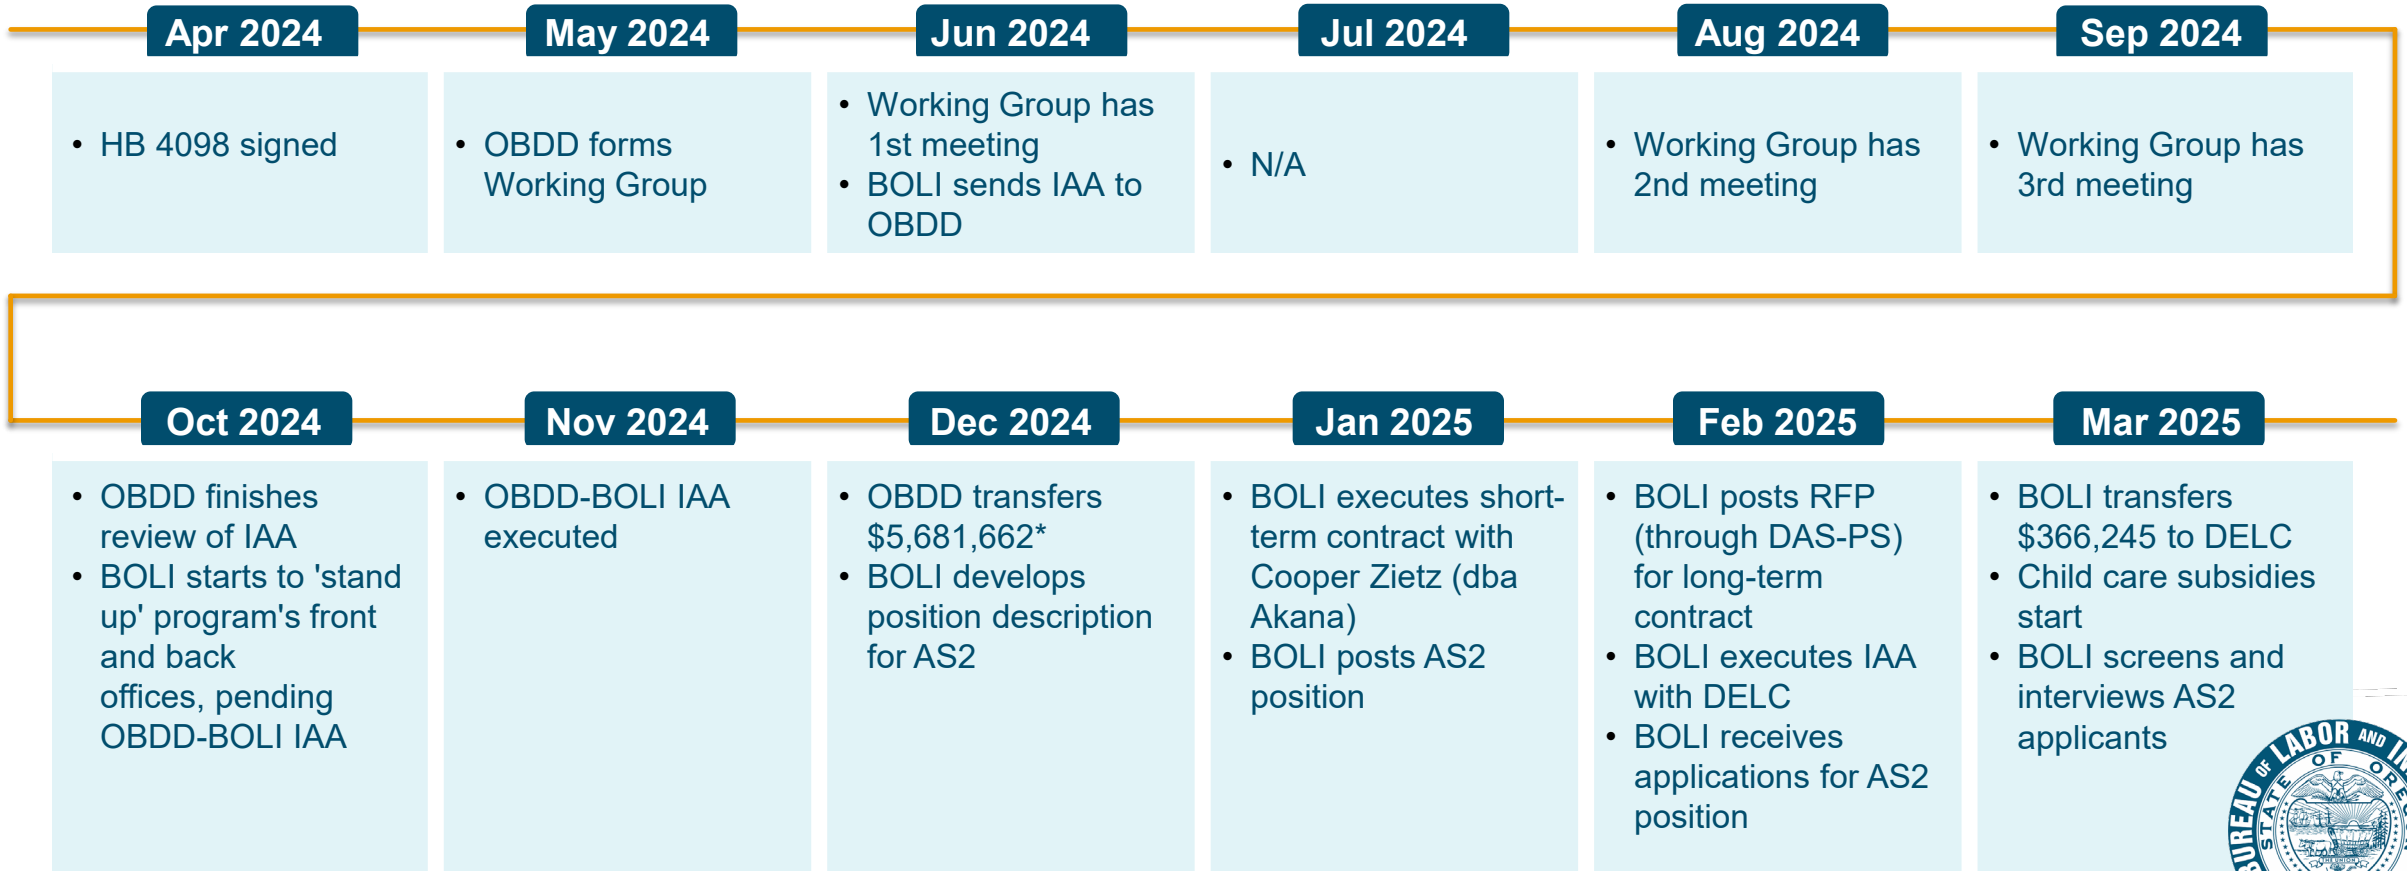 Apr 2024
May 2024
Jun 2024
Jul 2024
Aug 2024
Sep 2024
• HB 4098 signed
• OBDD forms
Working Group
• Working Group has
1st meeting
• BOLI sends IAA to
OBDD
• N/A
• Working Group has
2nd meeting
• Working Group has
3rd meeting
Oct 2024
Nov 2024
Dec 2024
Jan 2025
Feb 2025
Mar 2025
• OBDD finishes
review of IAA
• BOLI starts to 'stand
up' program's front
and back
offices, pending
OBDD-BOLI IAA
• OBDD-BOLI IAA
executed
• OBDD transfers
$5,681,662*
• BOLI develops
position description
for AS2
• BOLI executes short-
term contract with
Cooper Zietz (dba
Akana)
• BOLI posts AS2
position
• BOLI posts RFP
(through DAS-PS)
for long-term
contract
• BOLI executes IAA
with DELC
• BOLI receives
applications for AS2
position
• BOLI transfers
$366,245 to DELC
• Child care subsidies
start
• BOLI screens and
interviews AS2
applicants
BUREAU OF LABOR AND
STATE OF